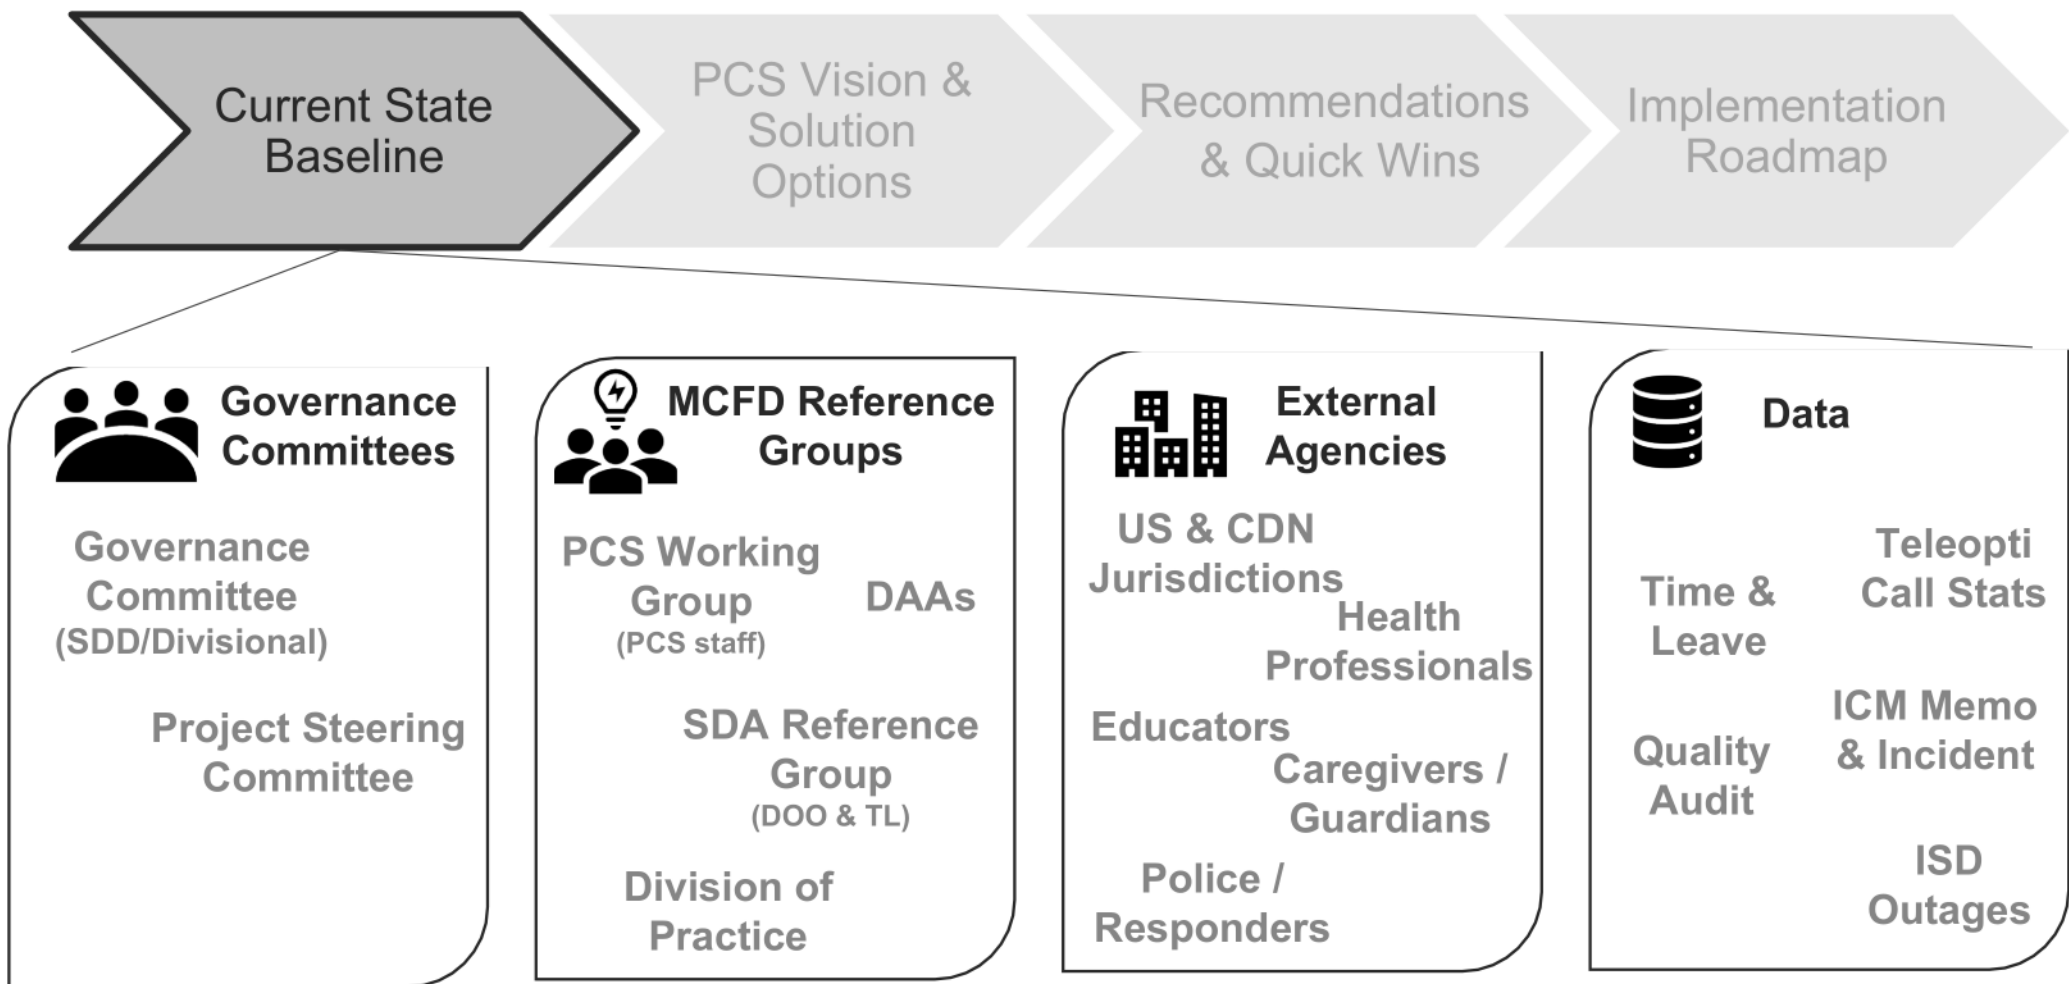 Current State
Baseline
PCS Vision &
Solution
Options
Recommendations
& Quick Wins
Implementation
Roadmap
Governance
Committees
Governance
Committee
(SDD/Divisional)
Project Steering
Committee
MCFD Reference
Groups
PCS Working
Group
(PCS staff)
DAAs
SDA Reference
Group
(DOO & TL)
Division of
Practice
External
Agencies
US & CDN
Jurisdictions
Health
Professionals
Educators
Caregivers /
Guardians
Police /
Responders
Data
Teleopti
Call Stats
Time &
Leave
ICM Memo
& Incident
Quality
Audit
ISD
Outages